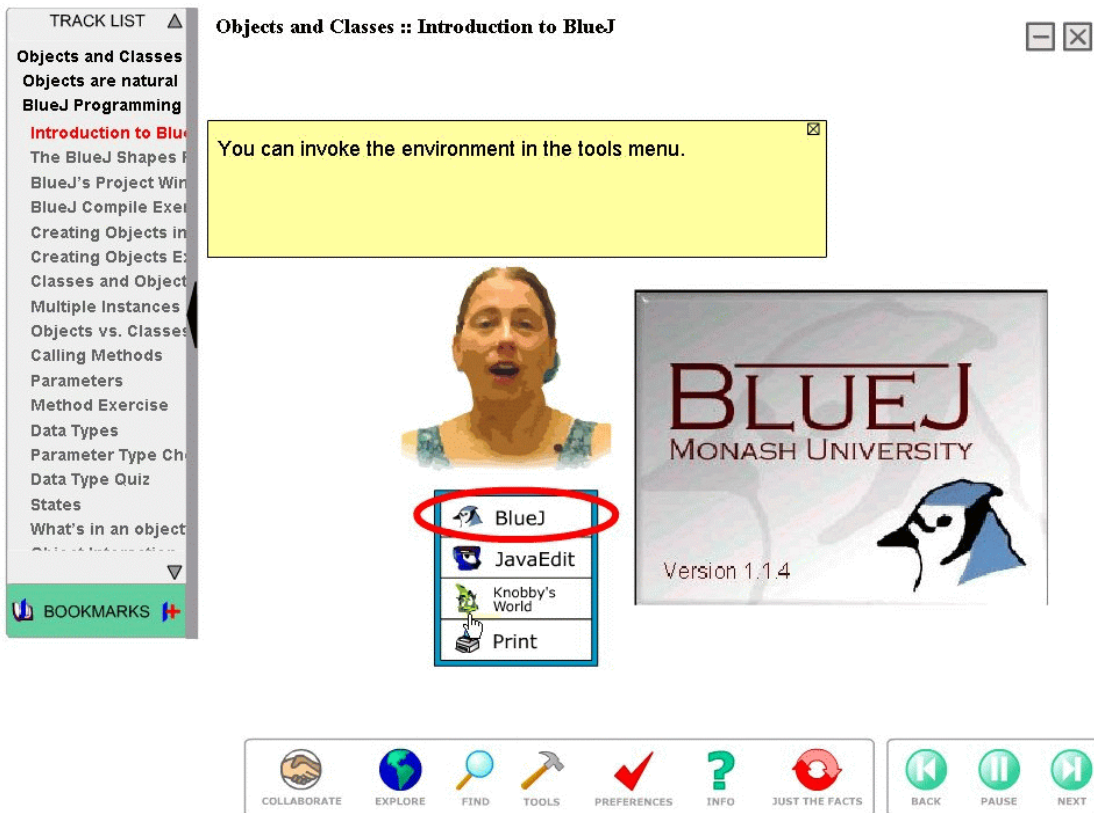 TRACK LIST
Objects and Classes
Objects are natural
BlueJ Programming
Introduction to Blue
The BlueJ Shapes
BlueJ's Project Win
BlueJ Compile Exer
Creating Objects in
Creating Objects Ex
Classes and Object
Multiple Instances
Objects vs. Classes
Calling Methods
Parameters
Method Exercise
Data Types
Parameter Type Ch
Data Type Quiz
States
What's in an object
BOOKMARKS
Objects and Classes :: Introduction to BlueJ
You can invoke the environment in the tools menu.
BlueJ
JavaEdit
Knobby's
World
Print
BLUEJ
MONASH UNIVERSITY
Version 1.1.4
COLLABORATE
EXPLORE
FIND
TOOLS
PREFERENCES
INFO
JUST THE FACTS
BACK
PAUSE
NEXT